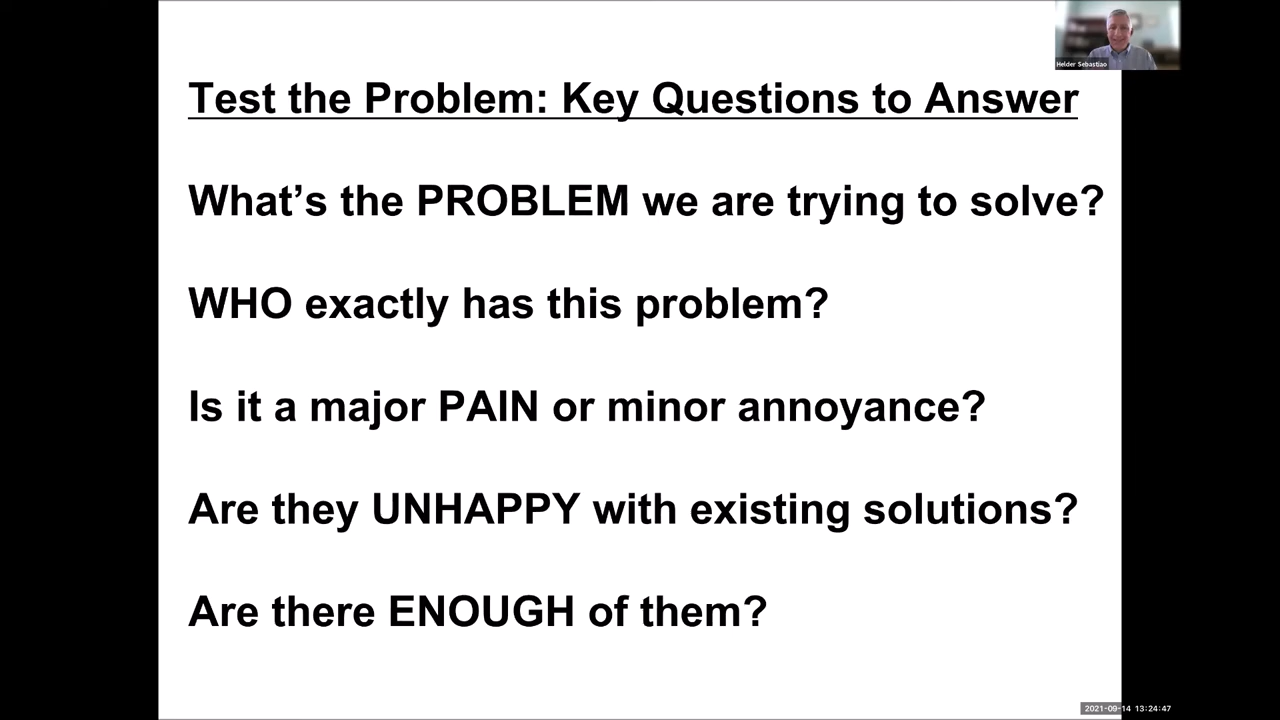 Helder Sebastiao
Test the Problem: Key Questions to Answer
What’s the PROBLEM we are trying to solve?
WHO exactly has this problem?
Is it a major PAIN or minor annoyance?
Are they UNHAPPY with existing solutions?
Are there ENOUGH of them?
2021-09-14 13:24:47